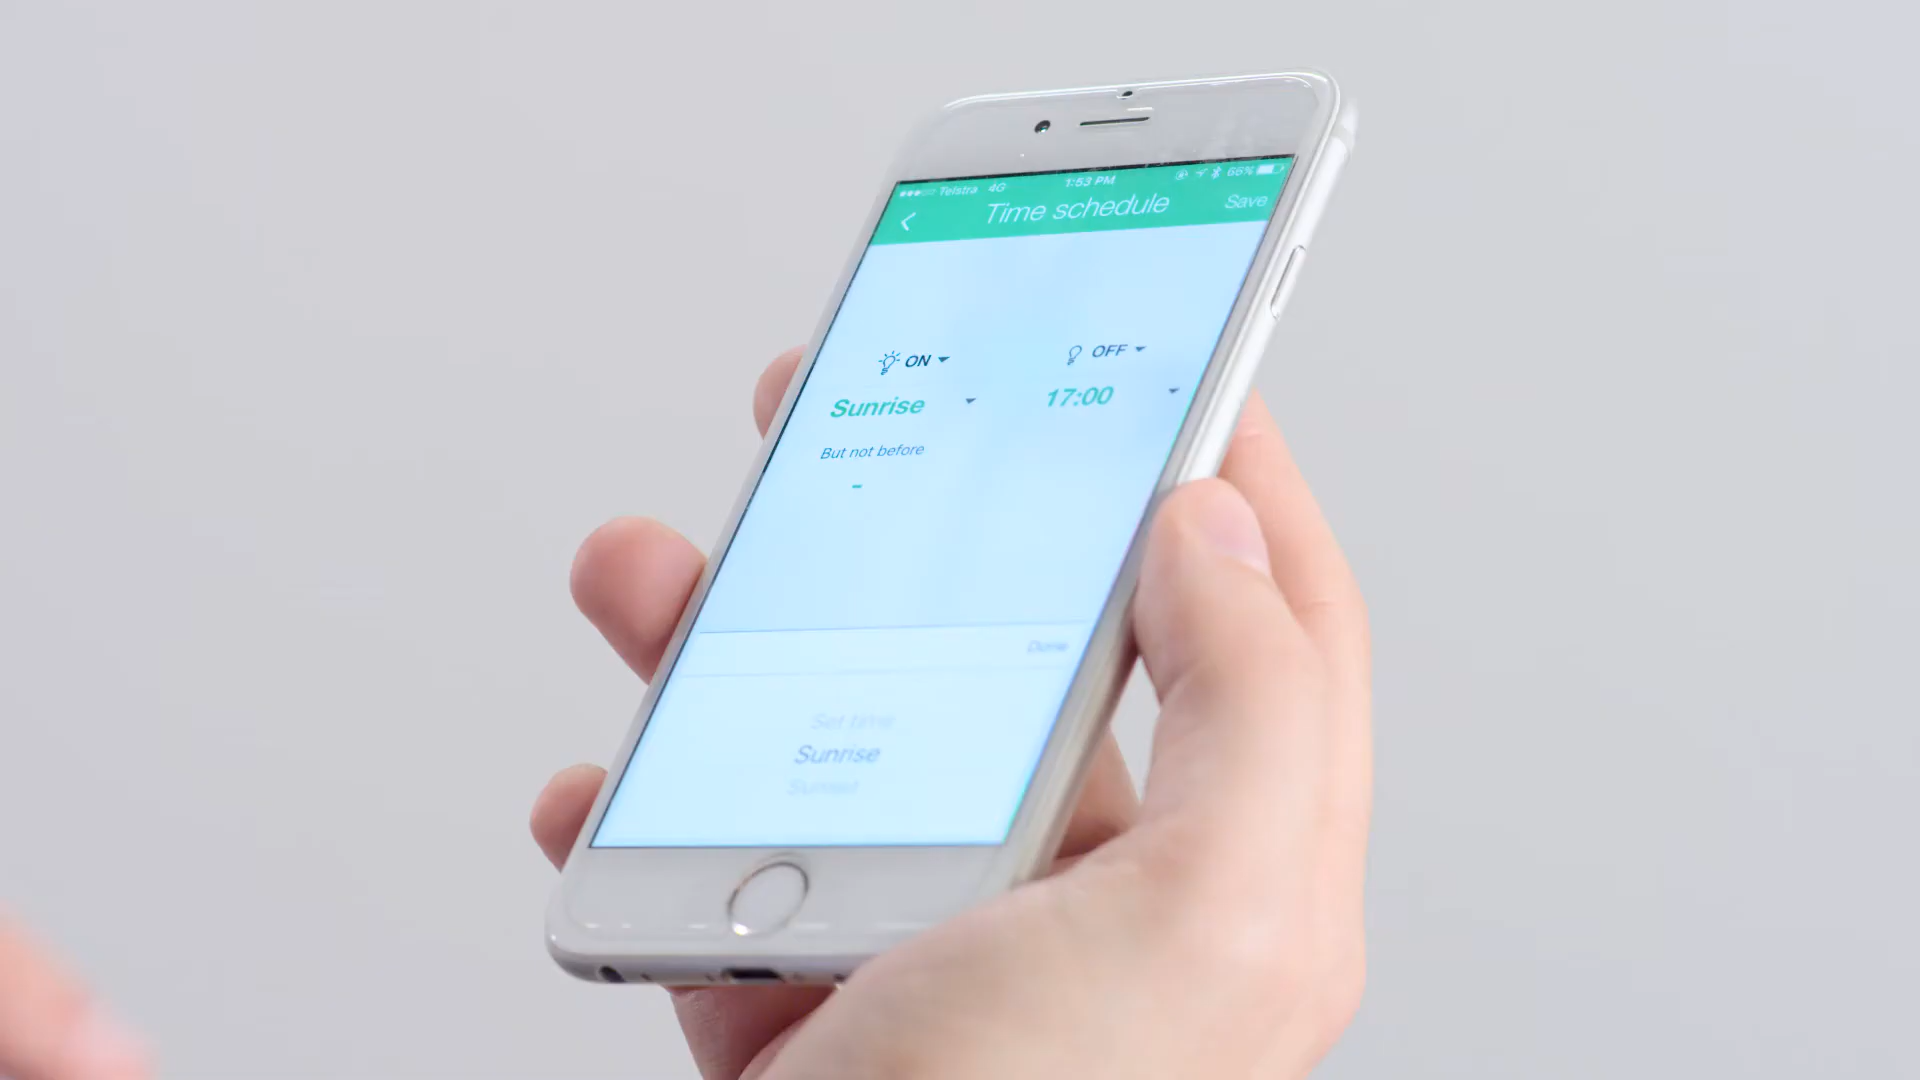 Telstra 4G 1:53 PM 66%
Time schedule Save
ON OFF
Sunrise 17:00
But not before
-
Done
Set time
Sunrise
Sunset